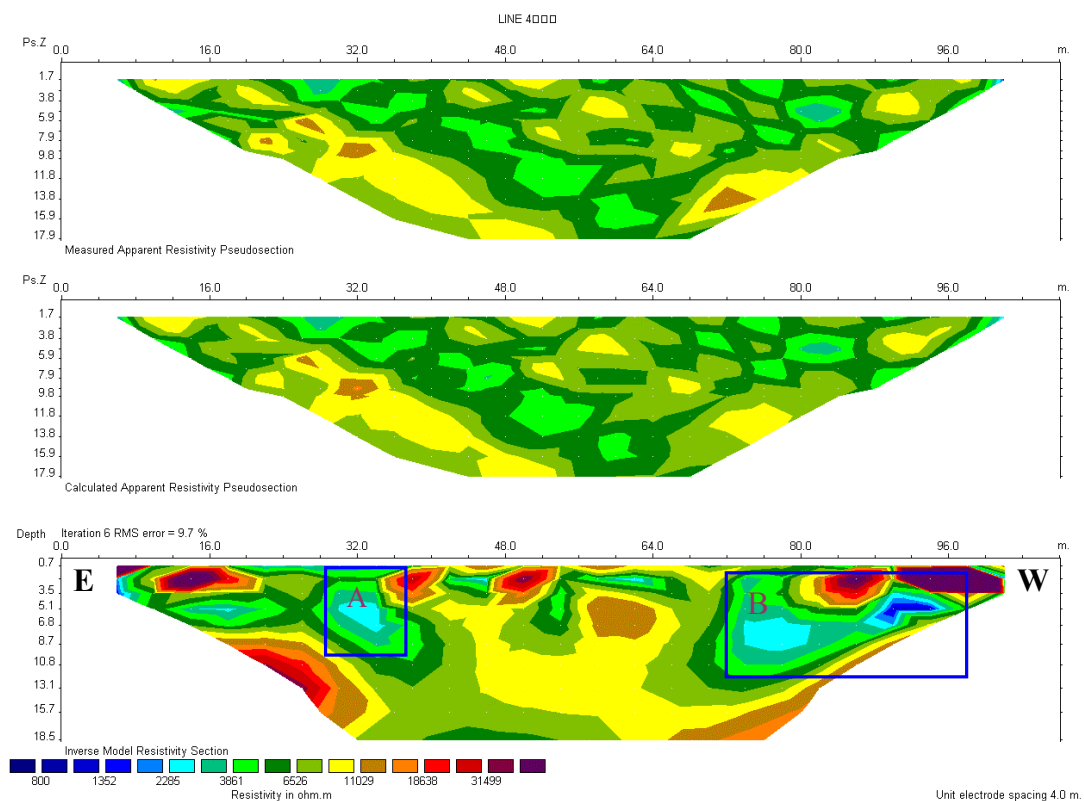 LINE 4□□□
Ps.Z 0.0 16.0 32.0 48.0 64.0 80.0 96.0 m.
1.7
3.8
5.9
7.9
9.8
11.8
13.8
15.9
17.9
Measured Apparent Resistivity Pseudosection
Ps.Z 0.0 16.0 32.0 48.0 64.0 80.0 96.0 m.
1.7
3.8
5.9
7.9
9.8
11.8
13.8
15.9
17.9
Calculated Apparent Resistivity Pseudosection
Depth Iteration 6 RMS error = 9.7 %
0.0 16.0 32.0 48.0 64.0 80.0 96.0 m.
0.7
E W
3.5
A B
5.1
6.8
8.7
10.8
13.1
15.7
18.5
Inverse Model Resistivity Section
800 1352 2285 3861 6526 11029 18638 31499
Resistivity in ohm.m Unit electrode spacing 4.0 m.